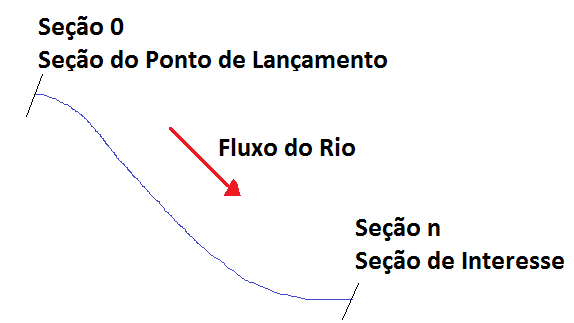 Seção 0
Seção do Ponto de Lançamento
Fluxo do Rio
Seção n
Seção de Interesse